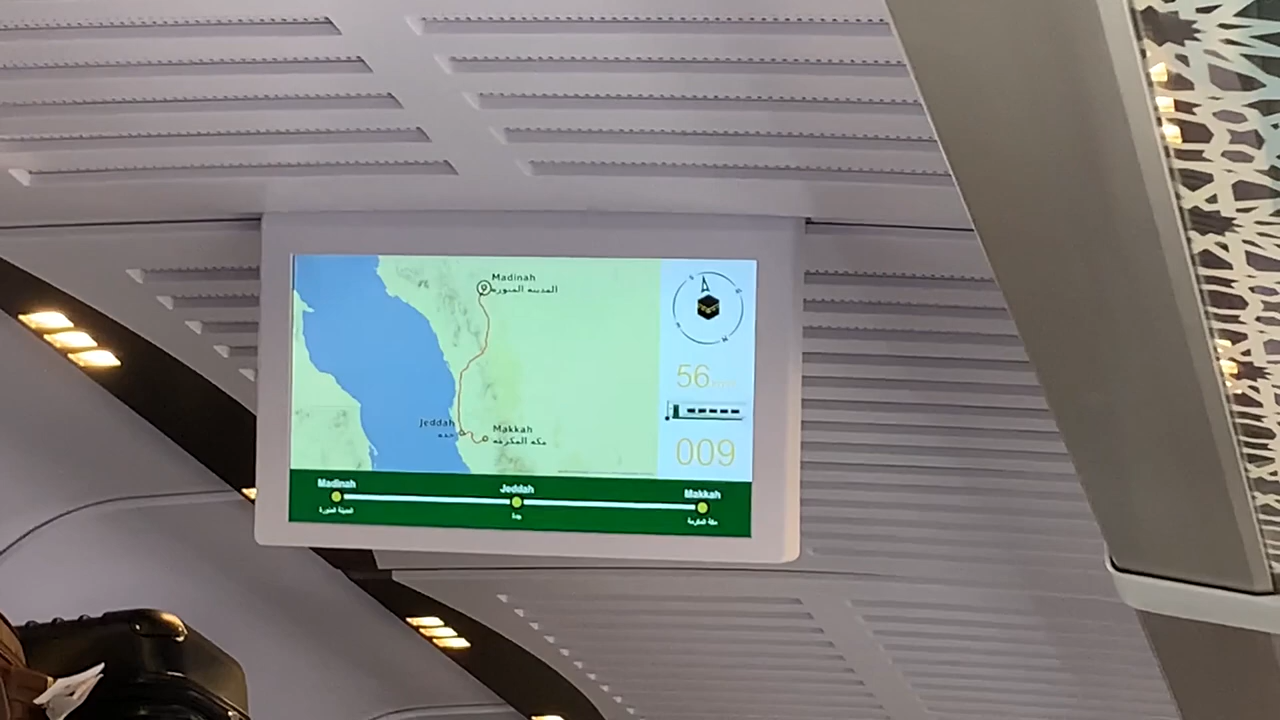 Madinah
المدينة المنورة
Jeddah
جدة
Makkah
مكة المكرمة
56
009
Madinah
المدينة المنورة
Jeddah
جدة
Makkah
مكة المكرمة